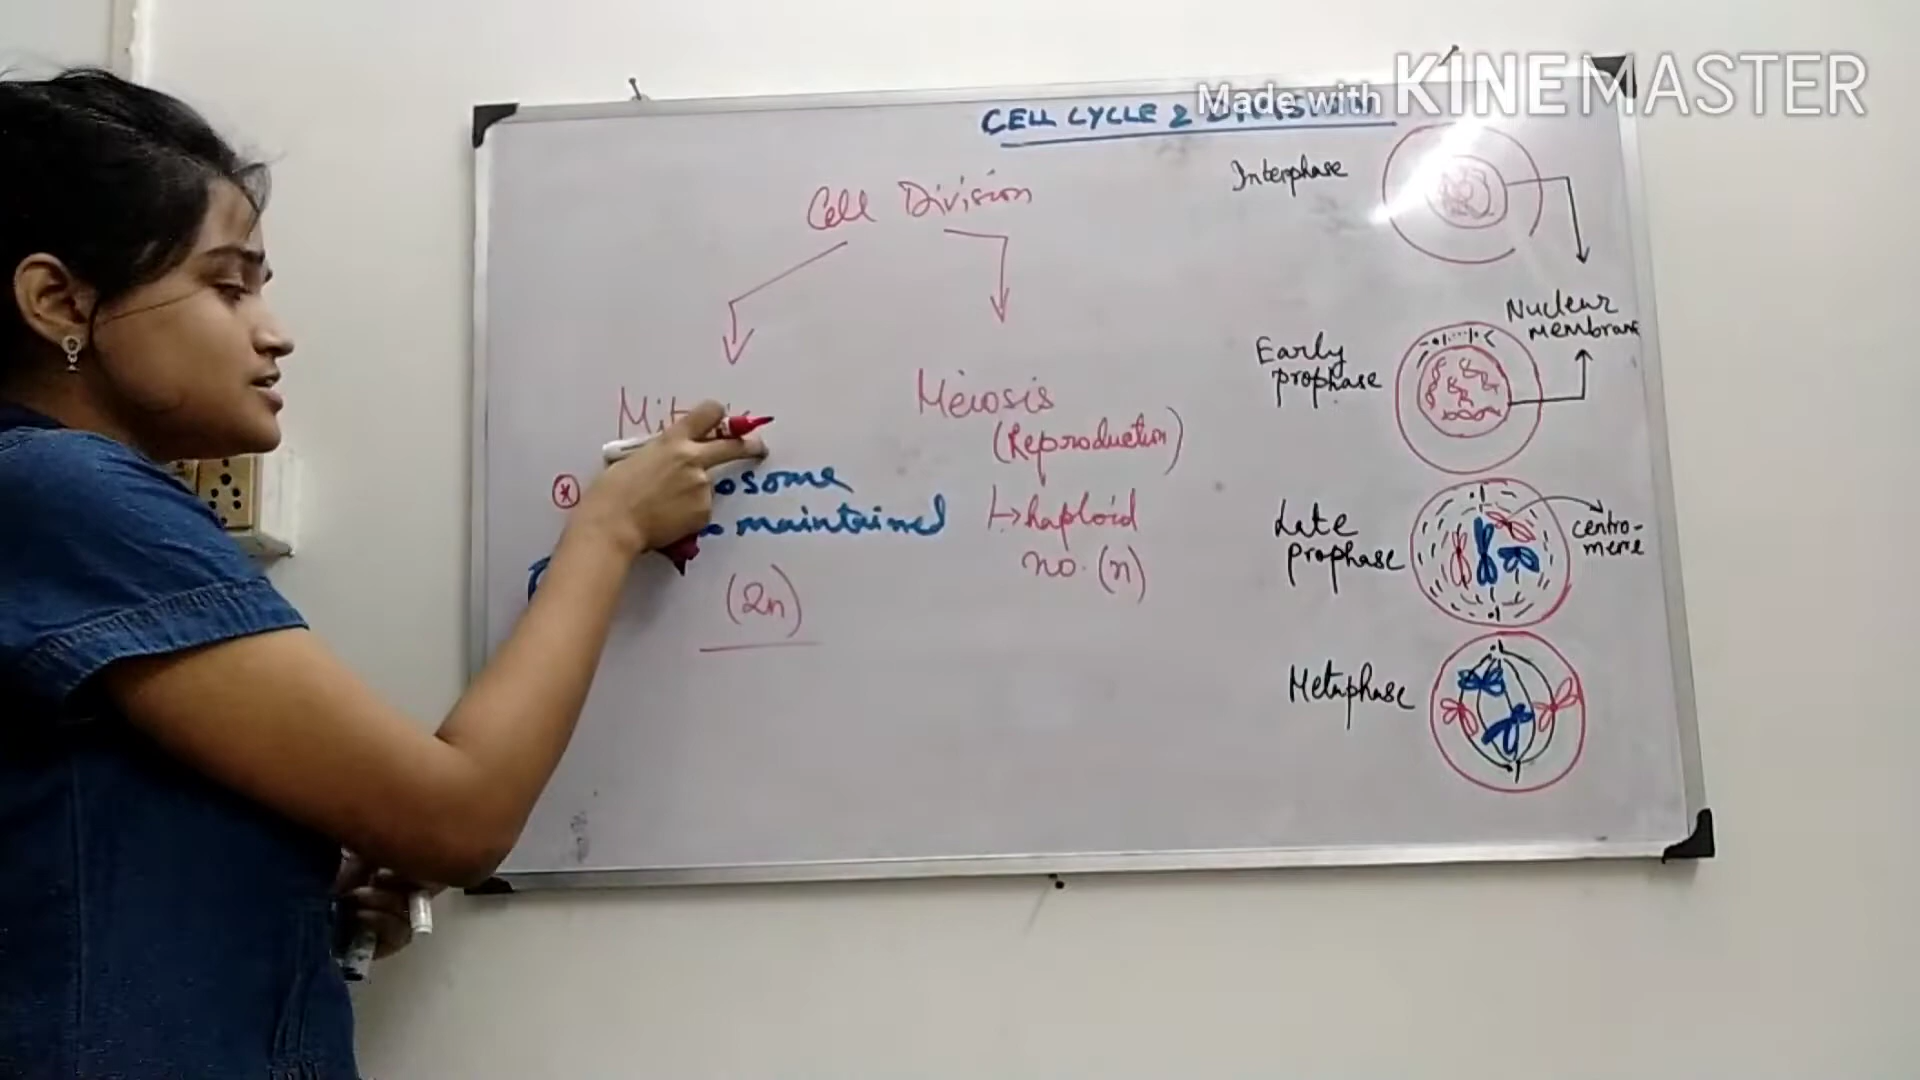 Made with KINEMASTER
CELL CYCLE & DIVISION
Cell Division
Meiosis
(Reproduction)
haploid
no. (n)
maintained
(2n)
Interphase
Nuclear
membrane
Early
prophase
Late
prophase
centro-
mere
Metaphase